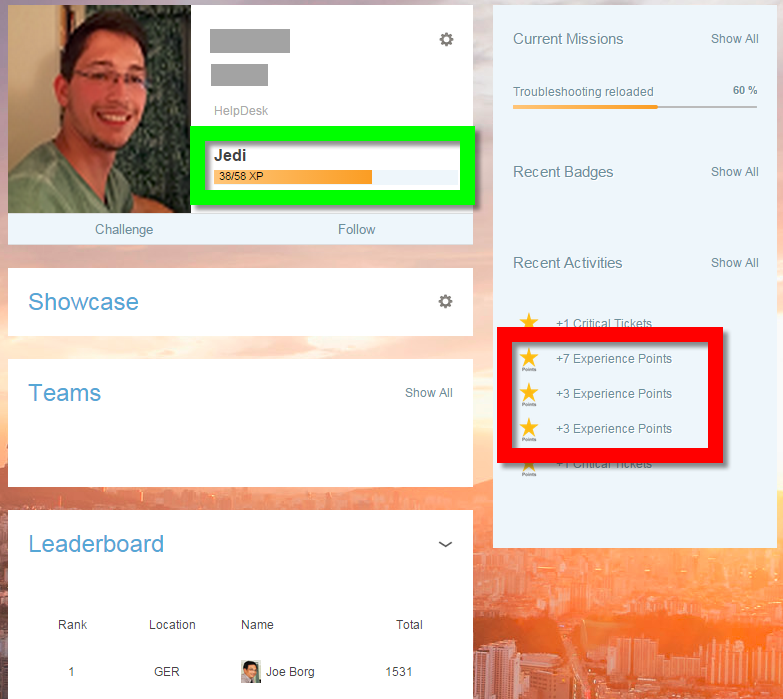 HelpDesk
Jedi
38/58 XP
Challenge
Follow
Showcase
Teams
Show All
Leaderboard
Rank Location Name Total
1 GER Joe Borg 1531
Current Missions
Show All
Troubleshooting reloaded
60 %
Recent Badges
Show All
Recent Activities
Show All
+1 Critical Tickets
+7 Experience Points
Points
+3 Experience Points
Points
+3 Experience Points
Points
+1 Critical Tickets
Points